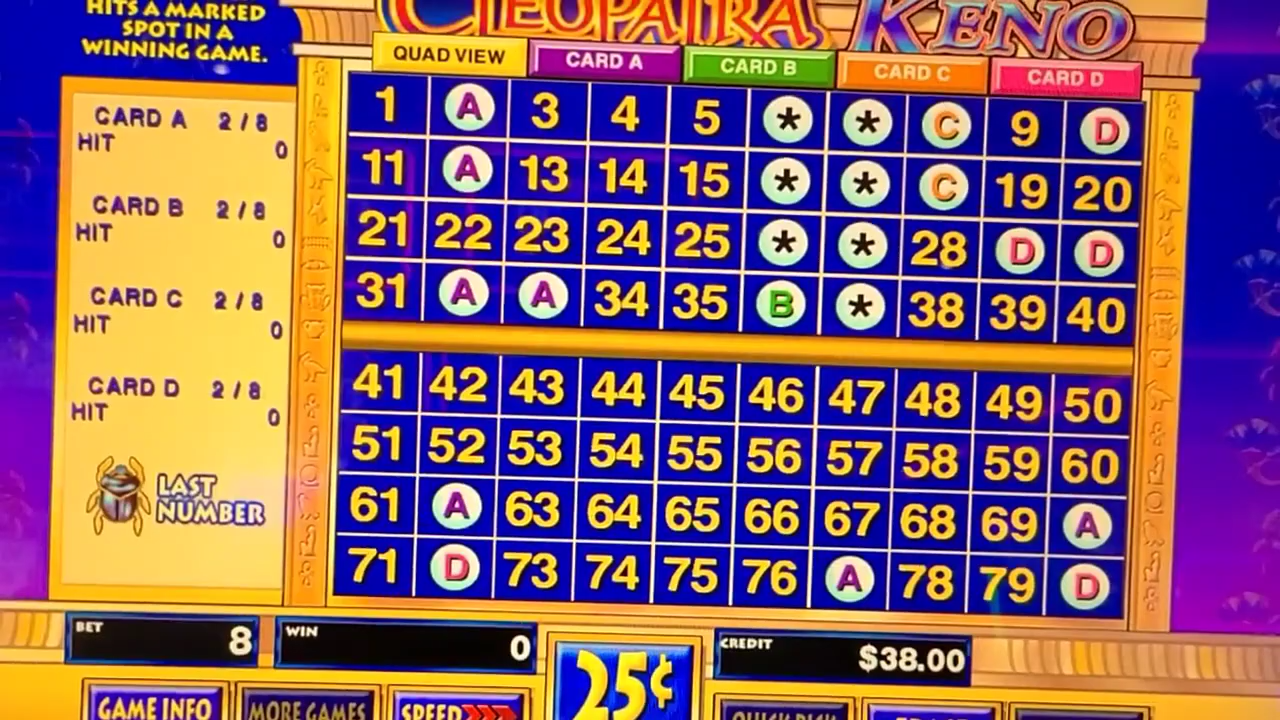 HITS A MARKED
SPOT IN A
WINNING GAME.
CLEOPATRA KENO
QUAD VIEW CARD A CARD B CARD C CARD D
CARD A 2/8
HIT 0
CARD B 2/8
HIT 0
CARD C 2/8
HIT 0
CARD D 2/8
HIT 0
LAST
NUMBER
1 A 3 4 5 * * C 9 D
11 A 13 14 15 * * C 19 20
21 22 23 24 25 * * 28 D D
31 A A 34 35 B * 38 39 40
41 42 43 44 45 46 47 48 49 50
51 52 53 54 55 56 57 58 59 60
61 A 63 64 65 66 67 68 69 A
71 D 73 74 75 76 A 78 79 D
BET 8 WIN 0 25¢ CREDIT $38.00
GAME INFO MORE GAMES SPEED QUICK PICK